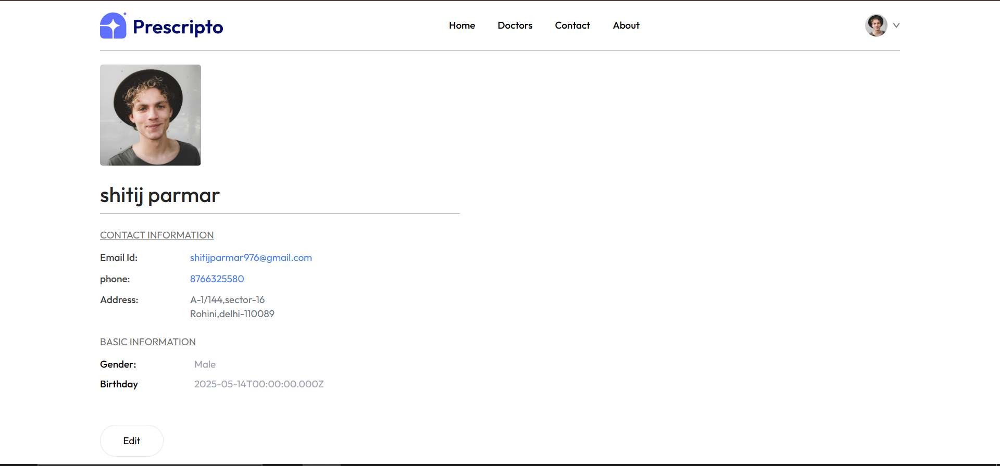 Prescripto
Home Doctors Contact About
shitij parmar
CONTACT INFORMATION
Email Id: shitijparmar976@gmail.com
phone: 8766325580
Address: A-1/144,sector-16
Rohini,delhi-110089
BASIC INFORMATION
Gender: Male
Birthday 2025-05-14T00:00:00.000Z
Edit